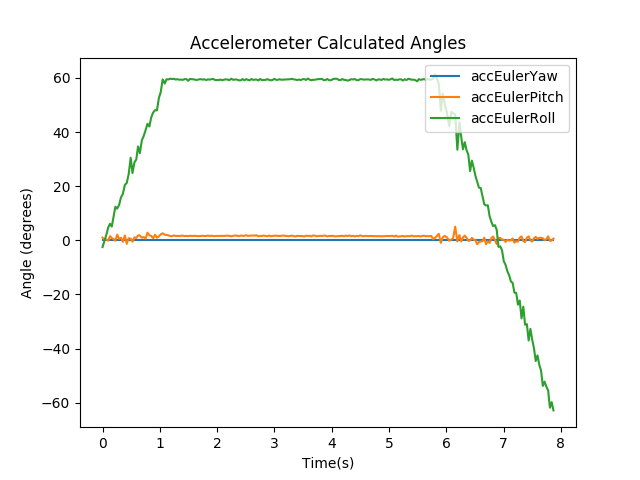 Accelerometer Calculated Angles
accEulerYaw
accEulerPitch
accEulerRoll
Angle (degrees)
60
40
20
0
−20
−40
−60
0 1 2 3 4 5 6 7 8
Time(s)